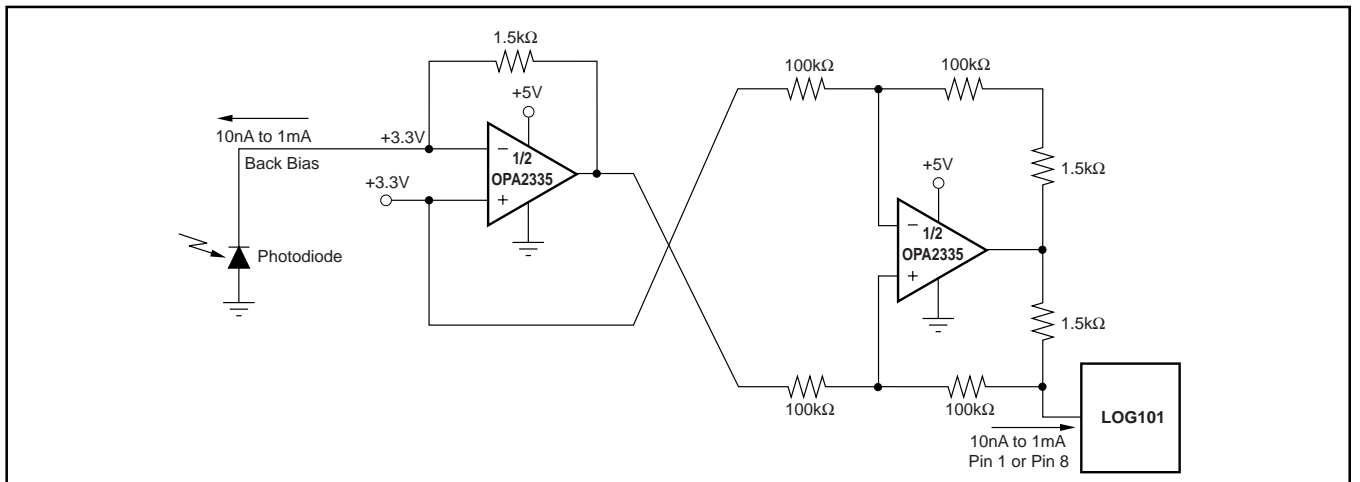 1.5kΩ
+5V
10nA to 1mA
Back Bias
+3.3V
−
1/2
OPA2335
+
+3.3V
Photodiode
100kΩ
100kΩ
1.5kΩ
+5V
−
1/2
OPA2335
+
1.5kΩ
100kΩ
100kΩ
10nA to 1mA
Pin 1 or Pin 8
LOG101